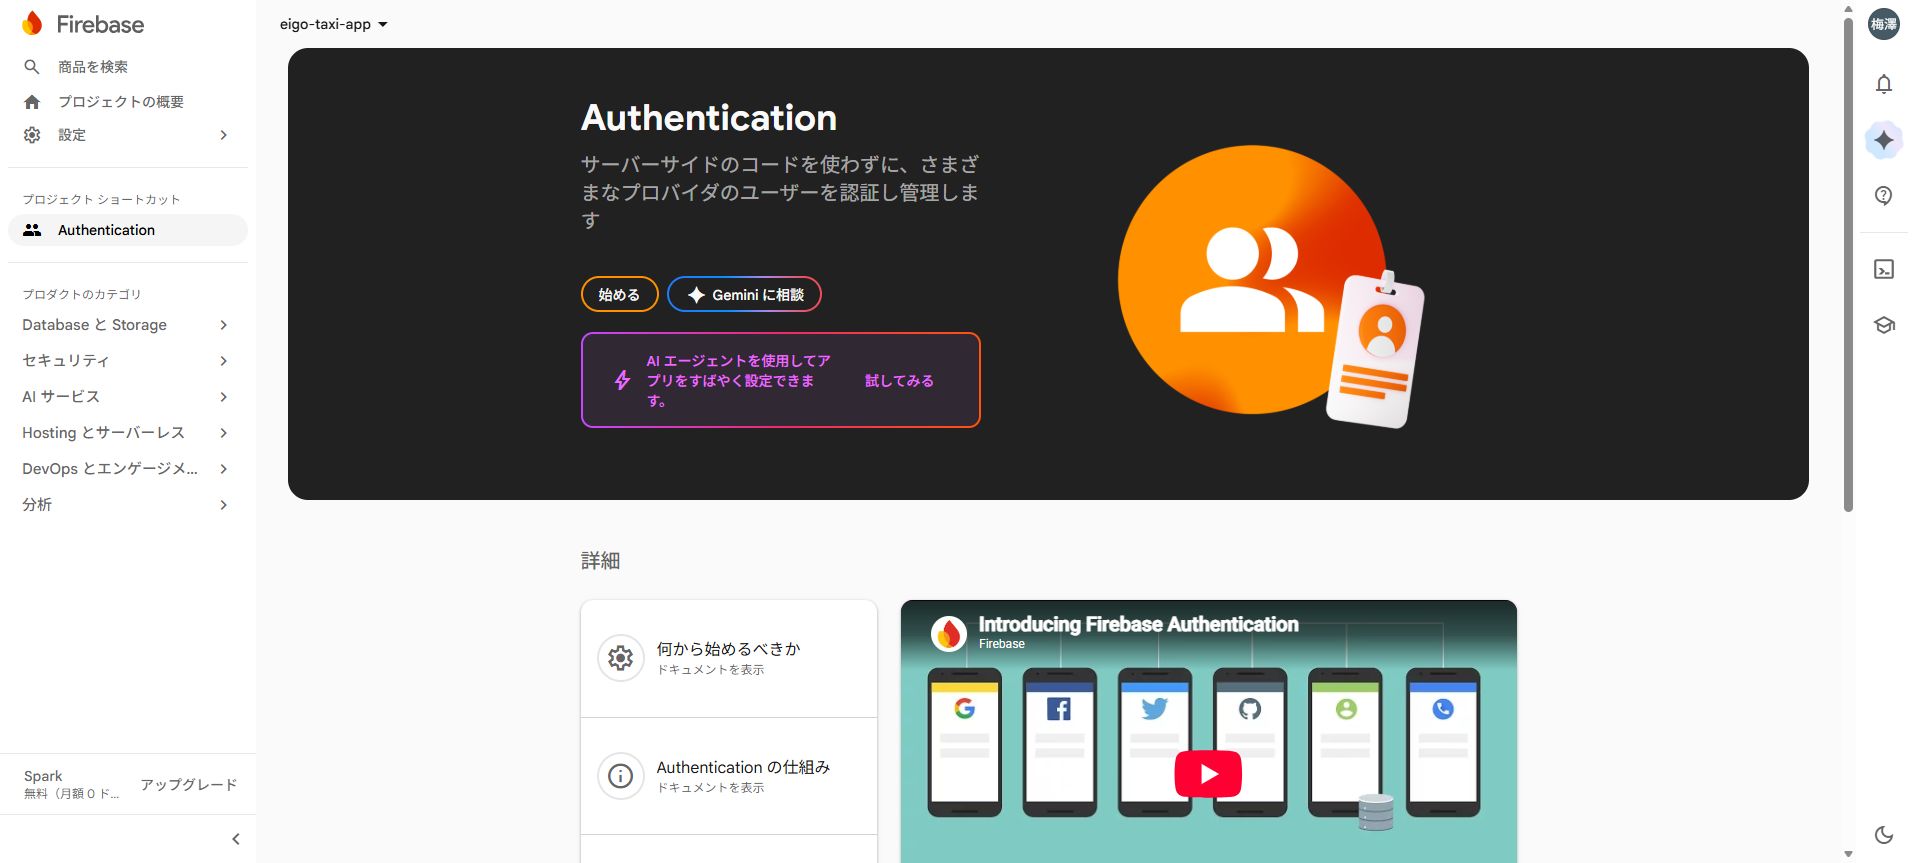 Firebase
商品を検索
プロジェクトの概要
設定
プロジェクト ショートカット
Authentication
プロダクトのカテゴリ
Database と Storage
セキュリティ
AI サービス
Hosting とサーバーレス
DevOps とエンゲージメ...
分析
Spark
無料（月額 0 ド...
アップグレード
eigo-taxi-app
Authentication
サーバーサイドのコードを使わずに、さまざ
まなプロバイダのユーザーを認証し管理しま
す
始める
Gemini に相談
AI エージェントを使用してア
プリをすばやく設定できま
す。
試してみる
詳細
何から始めるべきか
ドキュメントを表示
Authentication の仕組み
ドキュメントを表示
Introducing Firebase Authentication
Firebase
梅澤